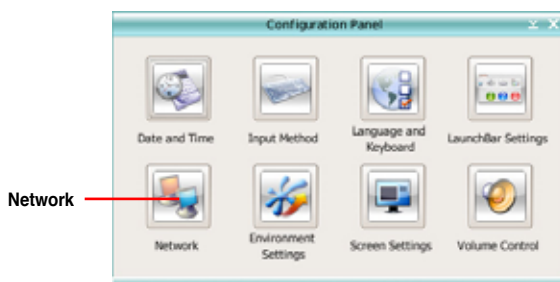 Configuration Panel
Date and Time
Input Method
Language and
Keyboard
LaunchBar Settings
Network
Network
Environment
Settings
Screen Settings
Volume Control